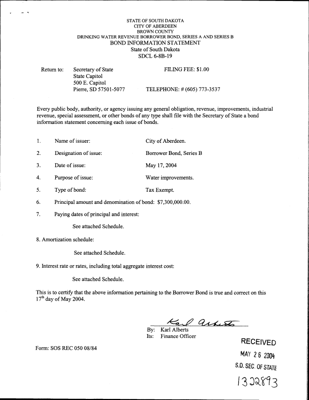 STATE OF SOUTH DAKOTA
CITY OF ABERDEEN
BROWN COUNTY
DRINKING WATER REVENUE BORROWER BOND, SERIES A AND SERIES B
BOND INFORMATION STATEMENT
State of South Dakota
SDCL 6-8B-19
Return to: Secretary of State FILING FEE: $1.00
State Capitol
500 E. Capitol
Pierre, SD 57501-5077 TELEPHONE: # (605) 773-3537
Every public body, authority, or agency issuing any general obligation, revenue, improvements, industrial
revenue, special assessment, or other bonds of any type shall file with the Secretary of State a bond
information statement concerning each issue of bonds.
1. Name of issuer: City of Aberdeen.
2. Designation of issue: Borrower Bond, Series B
3. Date of issue: May 17, 2004
4. Purpose of issue: Water improvements.
5. Type of bond: Tax Exempt.
6. Principal amount and denomination of bond: $7,300,000.00.
7. Paying dates of principal and interest:
See attached Schedule.
8. Amortization schedule:
See attached Schedule.
9. Interest rate or rates, including total aggregate interest cost:
See attached Schedule.
This is to certify that the above information pertaining to the Borrower Bond is true and correct on this
17th day of May 2004.
Karl Alberts
By: Karl Alberts
Its: Finance Officer
RECEIVED
Form: SOS REC 050 08/84
MAY 26 2004
S.D. SEC. OF STATE
1322893